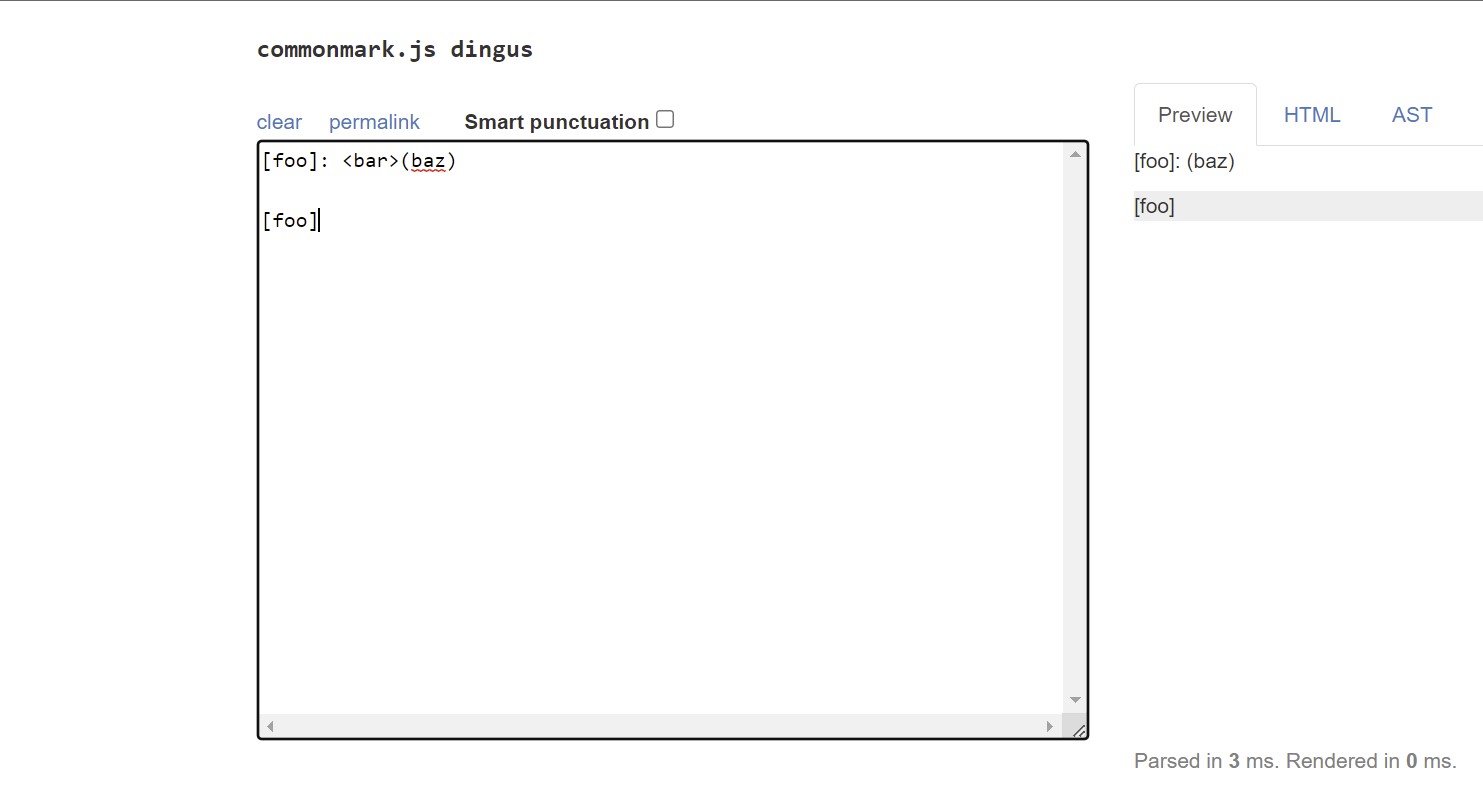 commonmark.js dingus
clear permalink Smart punctuation
[foo]: <bar>(baz)
[foo]
Preview HTML AST
[foo]: (baz)
[foo]
Parsed in 3 ms. Rendered in 0 ms.